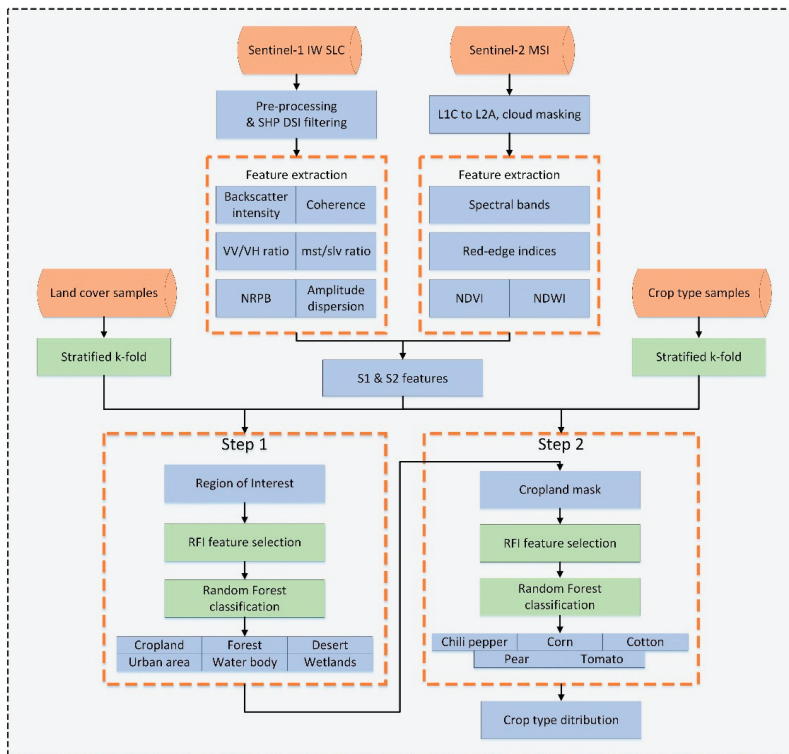 Sentinel-1 IW SLC
Sentinel-2 MSI
Pre-processing
& SHP DSI filtering
L1C to L2A, cloud masking
Feature extraction
Backscatter
intensity
Coherence
VV/VH ratio
mst/slv ratio
NRPB
Amplitude
dispersion
Feature extraction
Spectral bands
Red-edge indices
NDVI
NDWI
Land cover samples
Stratified k-fold
Crop type samples
Stratified k-fold
S1 & S2 features
Step 1
Region of Interest
RFI feature selection
Random Forest
classification
Cropland
Forest
Desert
Urban area
Water body
Wetlands
Step 2
Cropland mask
RFI feature selection
Random Forest
classification
Chili pepper
Corn
Cotton
Pear
Tomato
Crop type ditribution